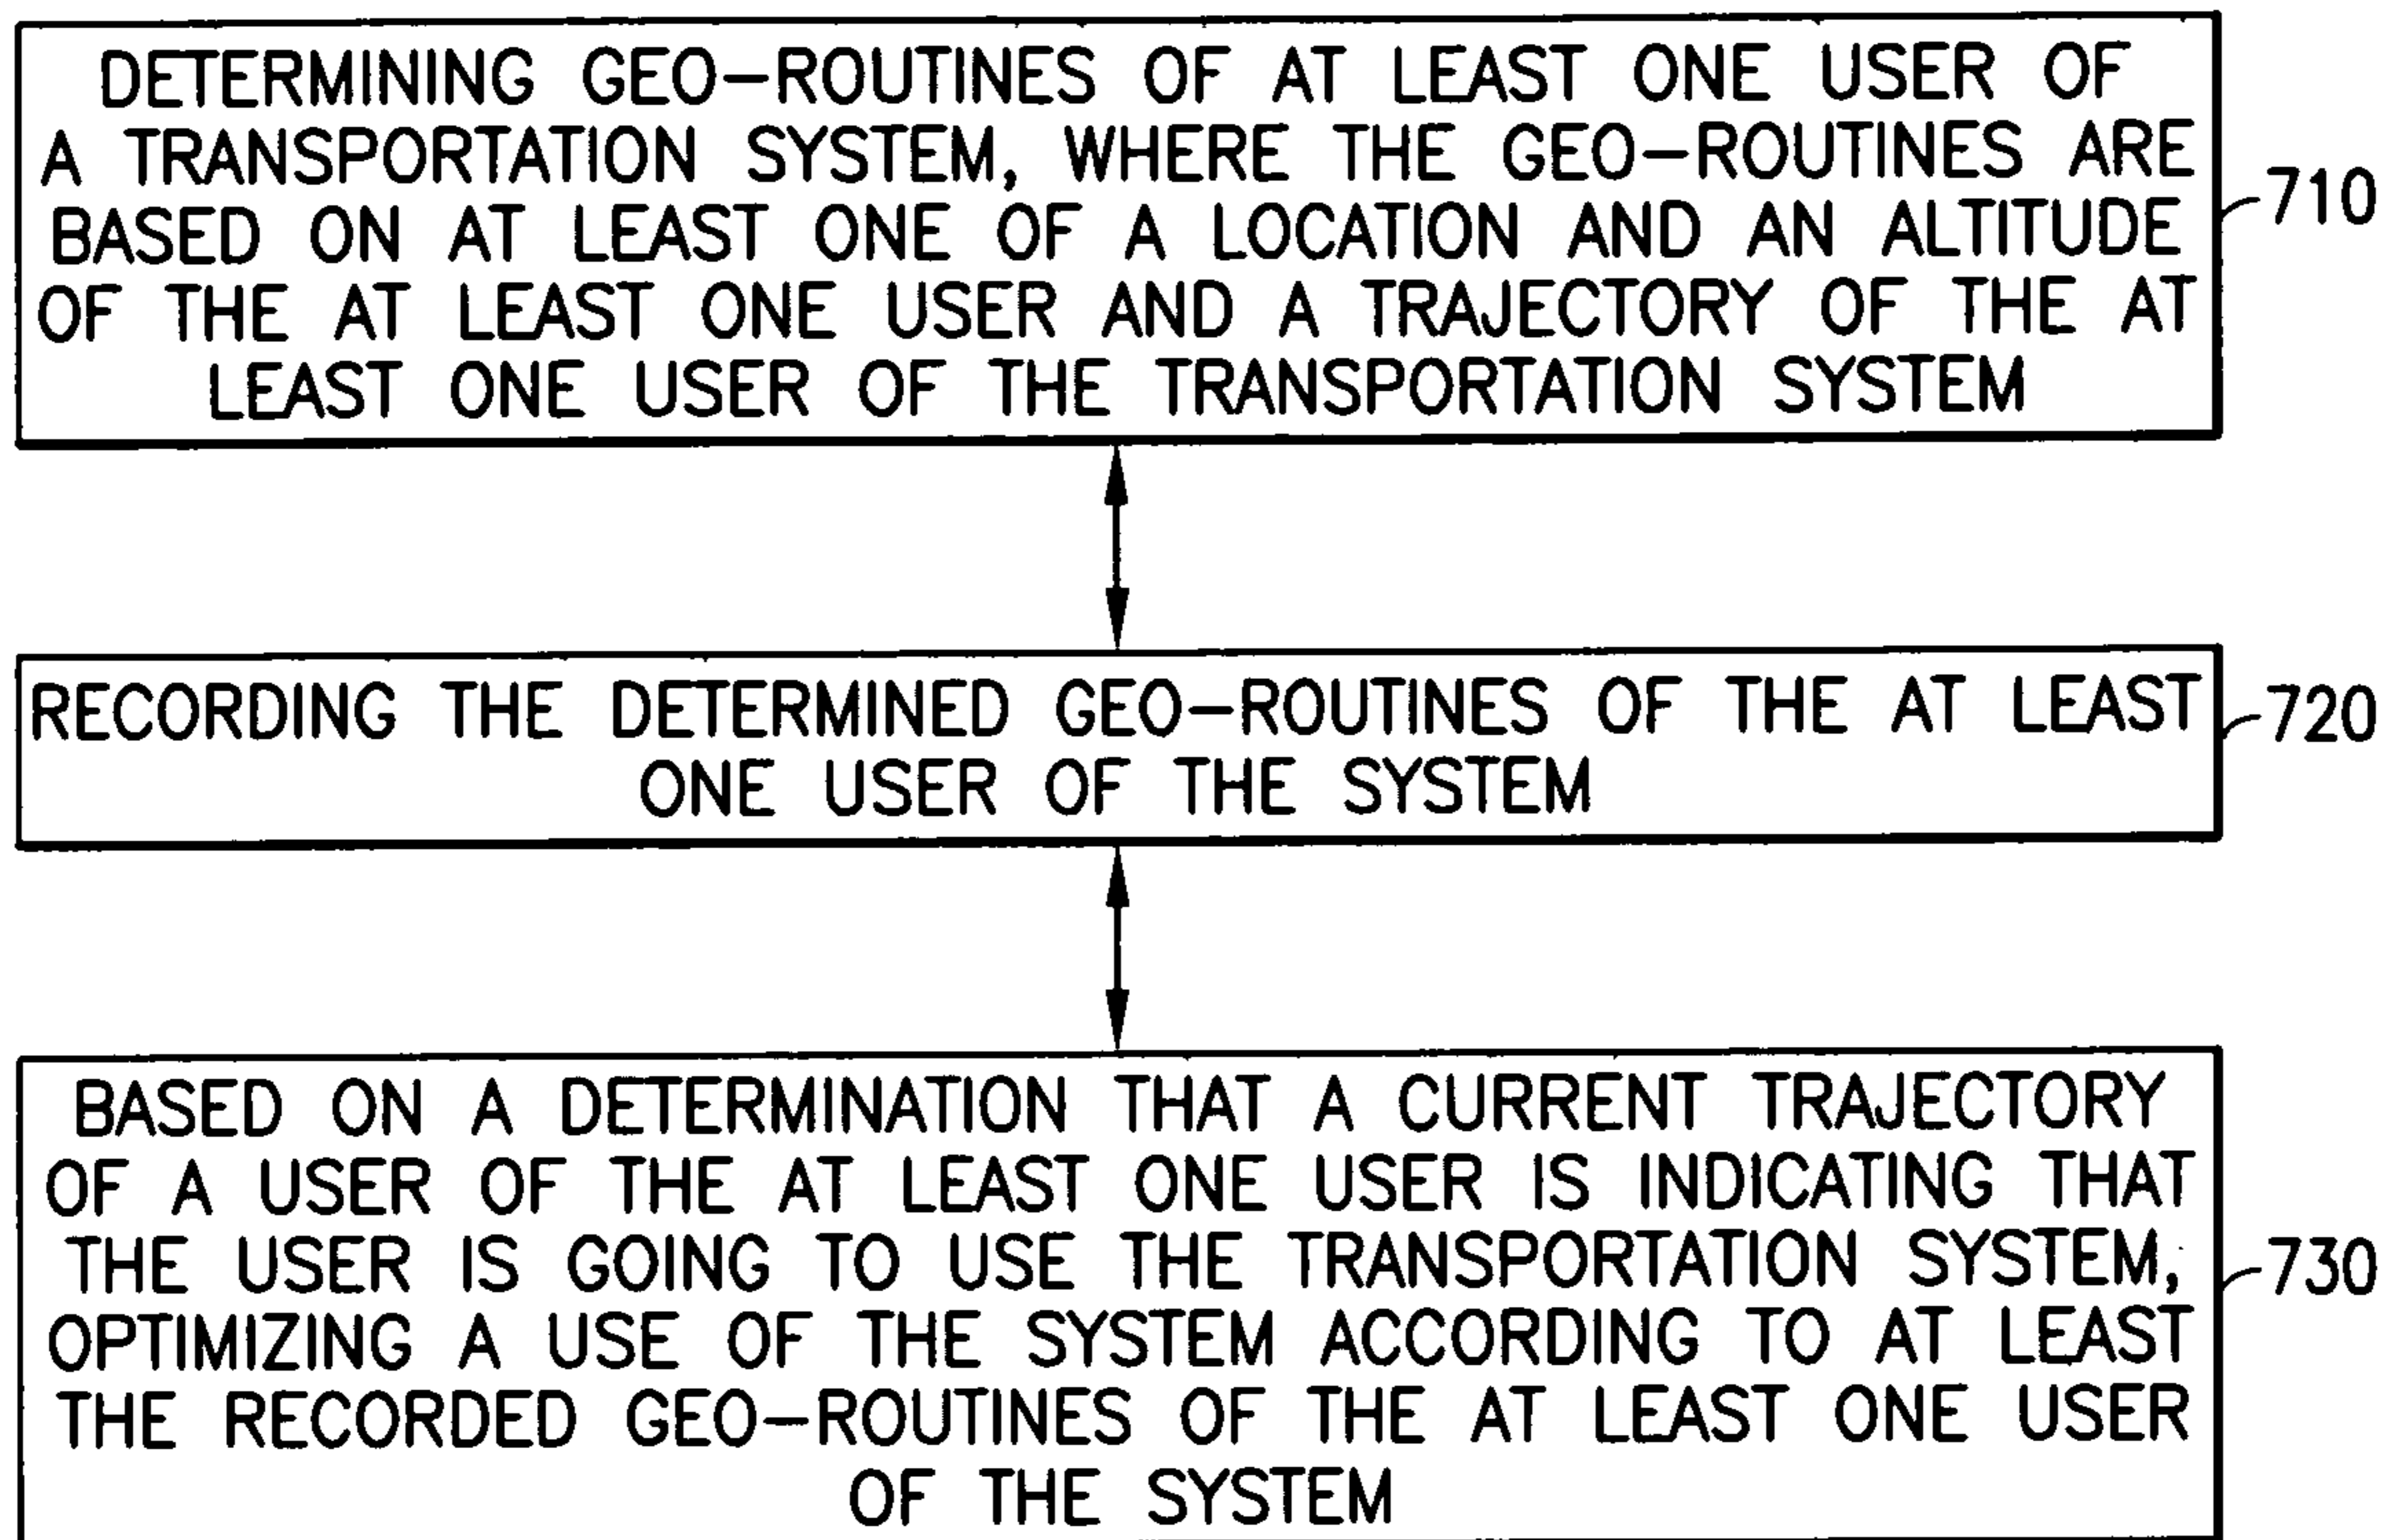 DETERMINING GEO-ROUTINES OF AT LEAST ONE USER OF
A TRANSPORTATION SYSTEM, WHERE THE GEO-ROUTINES ARE
BASED ON AT LEAST ONE OF A LOCATION AND AN ALTITUDE
OF THE AT LEAST ONE USER AND A TRAJECTORY OF THE AT
LEAST ONE USER OF THE TRANSPORTATION SYSTEM
710
RECORDING THE DETERMINED GEO-ROUTINES OF THE AT LEAST
ONE USER OF THE SYSTEM
720
BASED ON A DETERMINATION THAT A CURRENT TRAJECTORY
OF A USER OF THE AT LEAST ONE USER IS INDICATING THAT
THE USER IS GOING TO USE THE TRANSPORTATION SYSTEM,
OPTIMIZING A USE OF THE SYSTEM ACCORDING TO AT LEAST
THE RECORDED GEO-ROUTINES OF THE AT LEAST ONE USER
OF THE SYSTEM
730